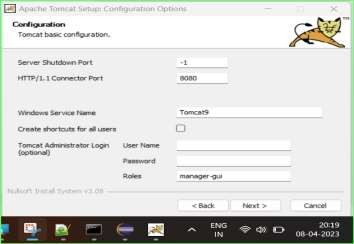 Apache Tomcat Setup: Configuration Options
Configuration
Tomcat basic configuration.
Server Shutdown Port -1
HTTP/1.1 Connector Port 8080
Windows Service Name Tomcat9
Create shortcuts for all users
Tomcat Administrator Login (optional) User Name
Password
Roles manager-gui
Nullsoft Install System v3.08
< Back Next > Cancel
ENG 20:19
IN 08-04-2023